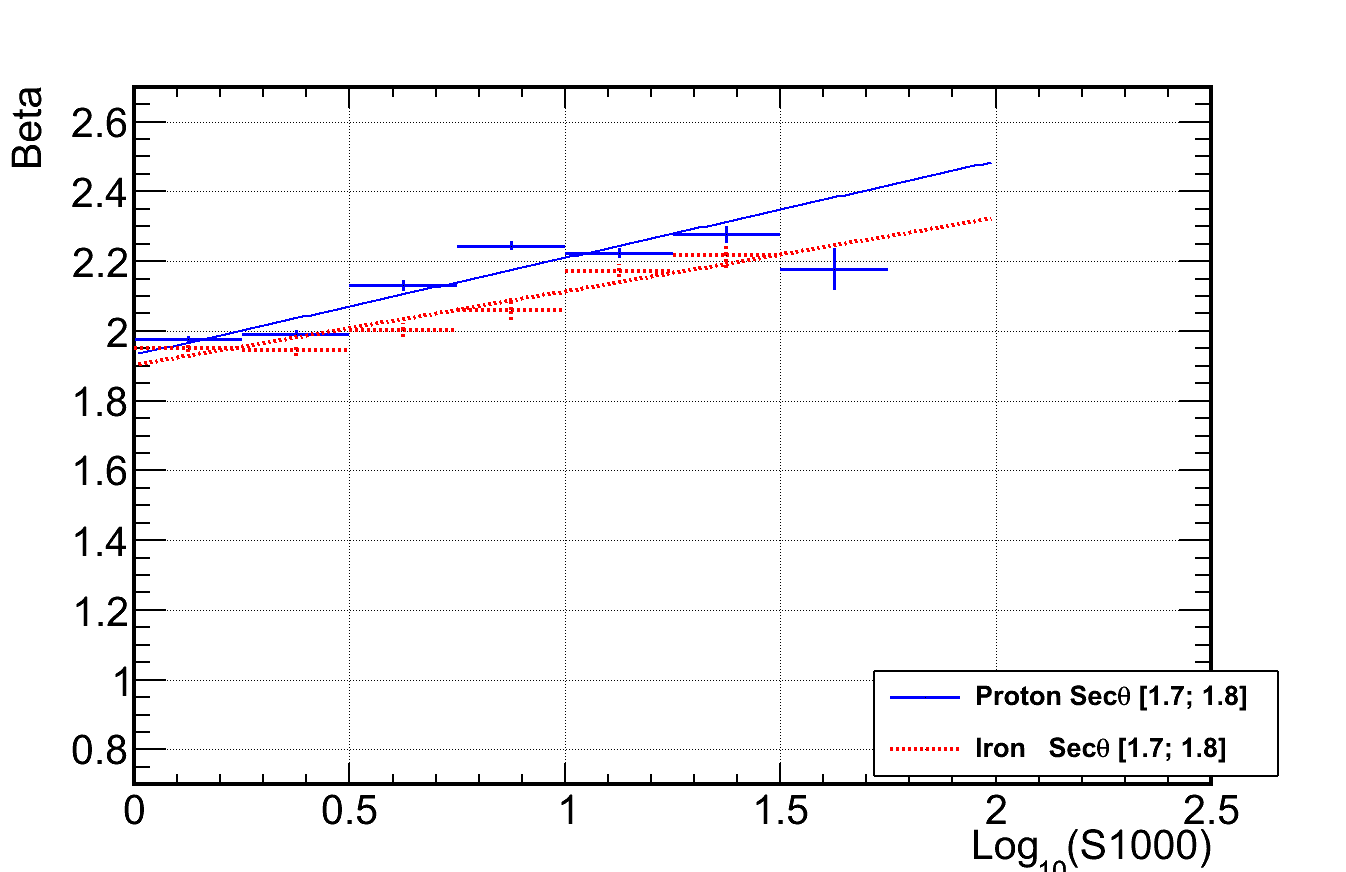 Beta
2.6
2.4
2.2
2
1.8
1.6
1.4
1.2
1
0.8
Proton Secθ [1.7; 1.8]
Iron Secθ [1.7; 1.8]
0 0.5 1 1.5 2 2.5
Log10(S1000)